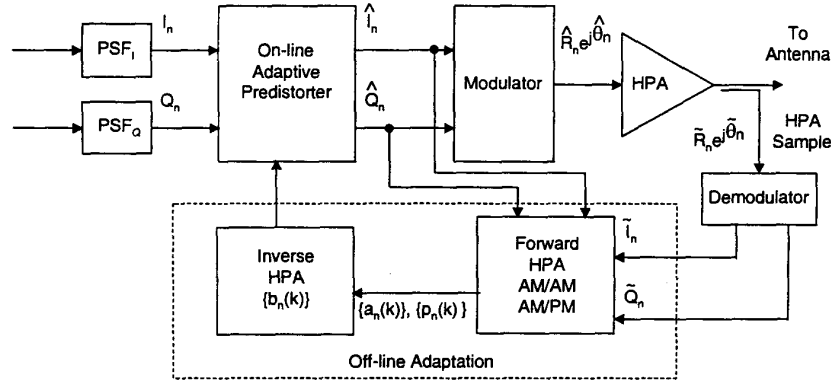 I_n
Î_n
PSF_I
On-line
Adaptive
Predistorter
Modulator
R̂_n e^jθ̂_n
HPA
To
Antenna
Q_n
Q̂_n
PSF_Q
HPA
Sample
R̃_n e^jθ̃_n
Demodulator
Inverse
HPA
{b_n(k)}
Forward
HPA
AM/AM
AM/PM
Ĩ_n
Q̃_n
{a_n(k)}, {p_n(k)}
Off-line Adaptation